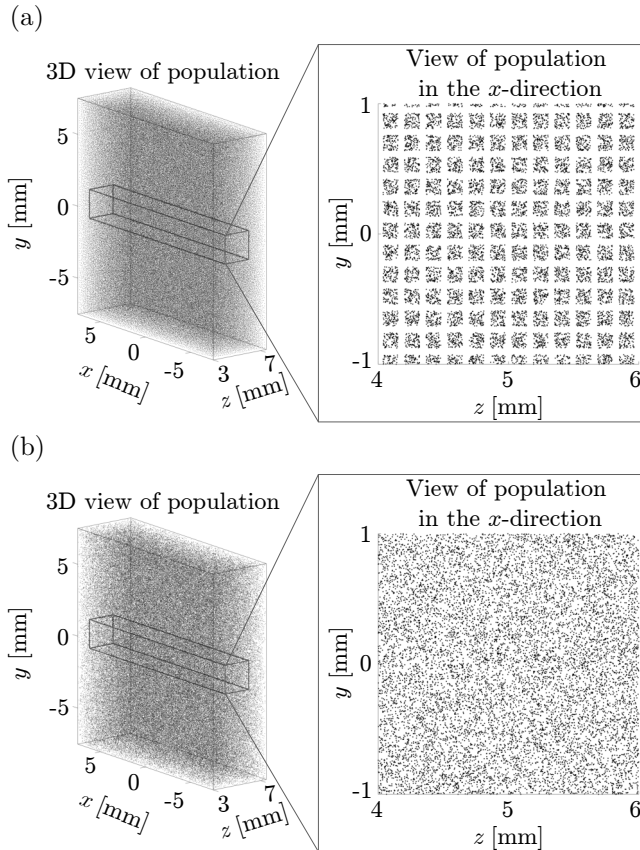 (a)
3D view of population
5
0
-5
y [mm]
5
0
-5
x [mm]
3
7
z [mm]
View of population
in the x-direction
1
0
-1
y [mm]
4
5
6
z [mm]
(b)
3D view of population
5
0
-5
y [mm]
5
0
-5
x [mm]
3
7
z [mm]
View of population
in the x-direction
1
0
-1
y [mm]
4
5
6
z [mm]